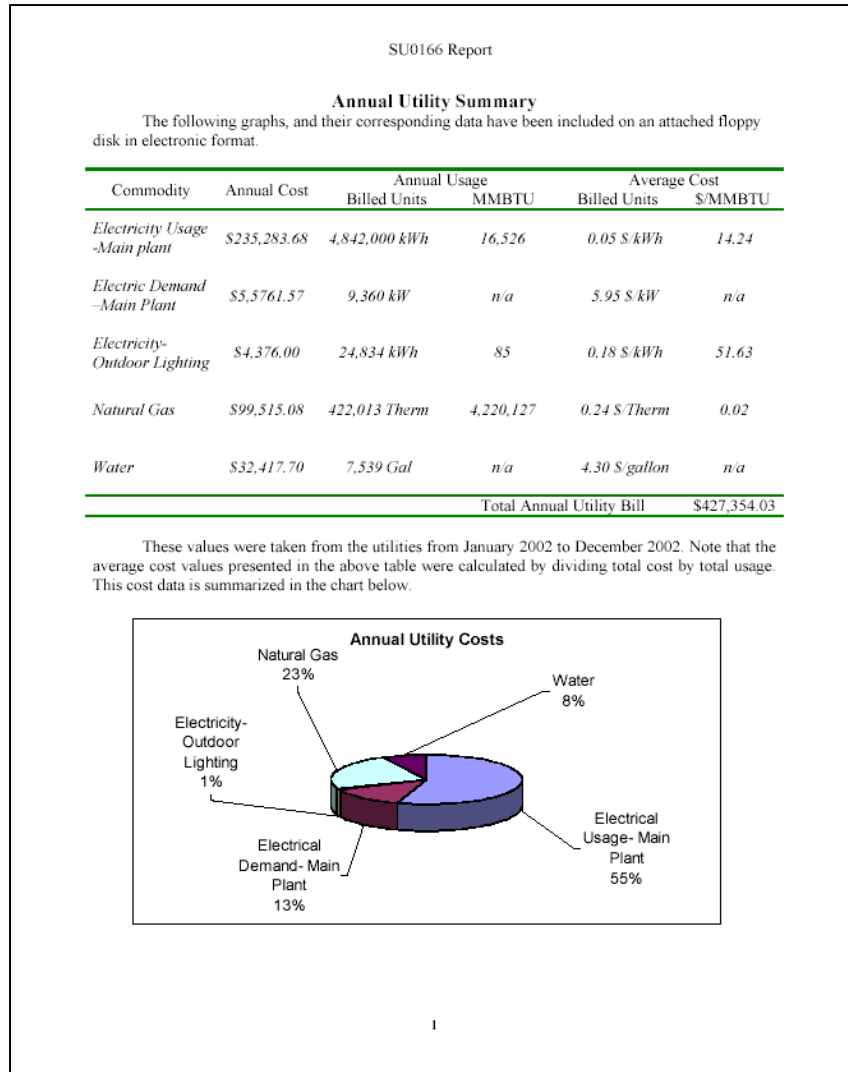 SU0166 Report
Annual Utility Summary
The following graphs, and their corresponding data have been included on an attached floppy
disk in electronic format.
Commodity Annual Cost Annual Usage Average Cost
Billed Units MMBTU Billed Units $/MMBTU
Electricity Usage
-Main plant $235,283.68 4,842,000 kWh 16,526 0.05 $/kWh 14.24
Electric Demand
–Main Plant $5,5761.57 9,360 kW n/a 5.95 $/kW n/a
Electricity-
Outdoor Lighting $4,376.00 24,834 kWh 85 0.18 $/kWh 51.63
Natural Gas $99,515.08 422,013 Therm 4,220,127 0.24 $/Therm 0.02
Water $32,417.70 7,539 Gal n/a 4.30 $/gallon n/a
Total Annual Utility Bill $427,354.03
These values were taken from the utilities from January 2002 to December 2002. Note that the
average cost values presented in the above table were calculated by dividing total cost by total usage.
This cost data is summarized in the chart below.
Annual Utility Costs
Natural Gas
23%
Water
8%
Electricity-
Outdoor
Lighting
1%
Electrical
Demand- Main
Plant
13%
Electrical
Usage- Main
Plant
55%
1